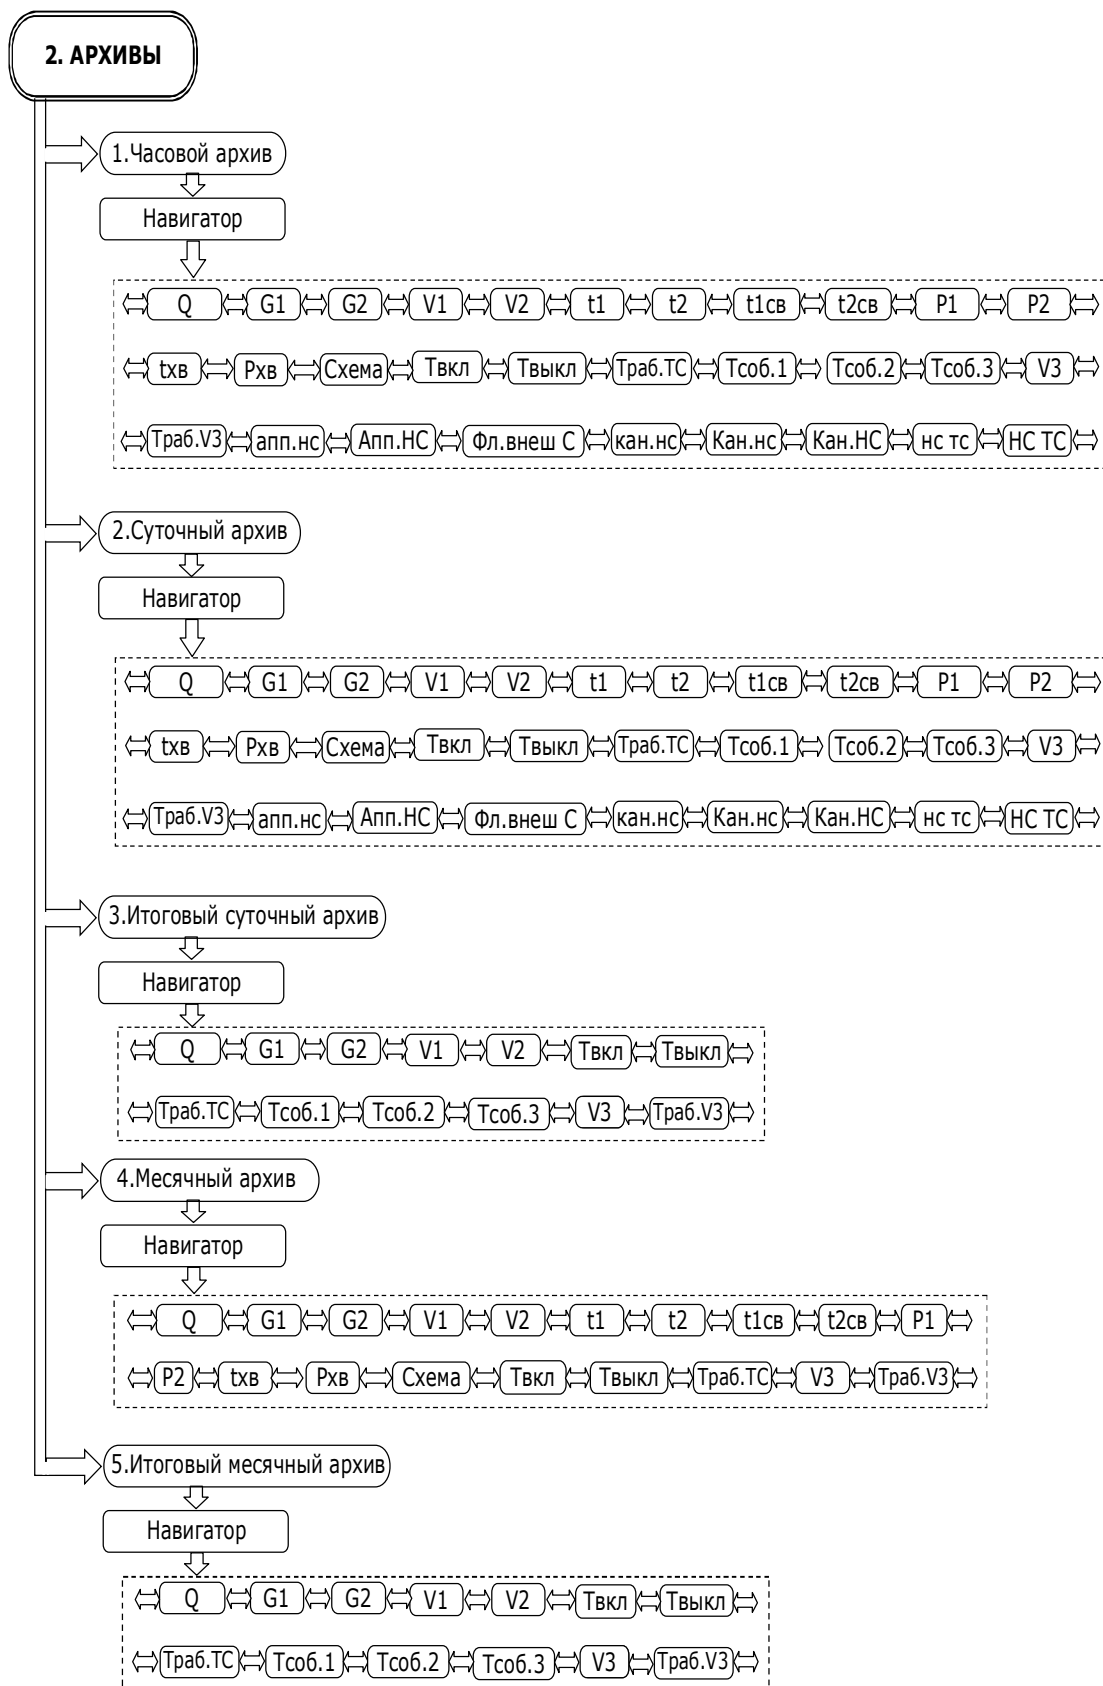 2. АРХИВЫ
1.Часовой архив
Навигатор
Q G1 G2 V1 V2 t1 t2 t1св t2св P1 P2
tхв Pхв Схема Твкл Твыкл Траб.ТС Тсоб.1 Тсоб.2 Тсоб.3 V3
Траб.V3 апп.нс Апп.НС Фл.внеш С кан.нс Кан.нс Кан.НС нс тс НС ТС
2.Суточный архив
Навигатор
Q G1 G2 V1 V2 t1 t2 t1св t2св P1 P2
tхв Pхв Схема Твкл Твыкл Траб.ТС Тсоб.1 Тсоб.2 Тсоб.3 V3
Траб.V3 апп.нс Апп.НС Фл.внеш С кан.нс Кан.нс Кан.НС нс тс НС ТС
3.Итоговый суточный архив
Навигатор
Q G1 G2 V1 V2 Твкл Твыкл
Траб.ТС Тсоб.1 Тсоб.2 Тсоб.3 V3 Траб.V3
4.Месячный архив
Навигатор
Q G1 G2 V1 V2 t1 t2 t1св t2св P1
P2 tхв Pхв Схема Твкл Твыкл Траб.ТС V3 Траб.V3
5.Итоговый месячный архив
Навигатор
Q G1 G2 V1 V2 Твкл Твыкл
Траб.ТС Тсоб.1 Тсоб.2 Тсоб.3 V3 Траб.V3